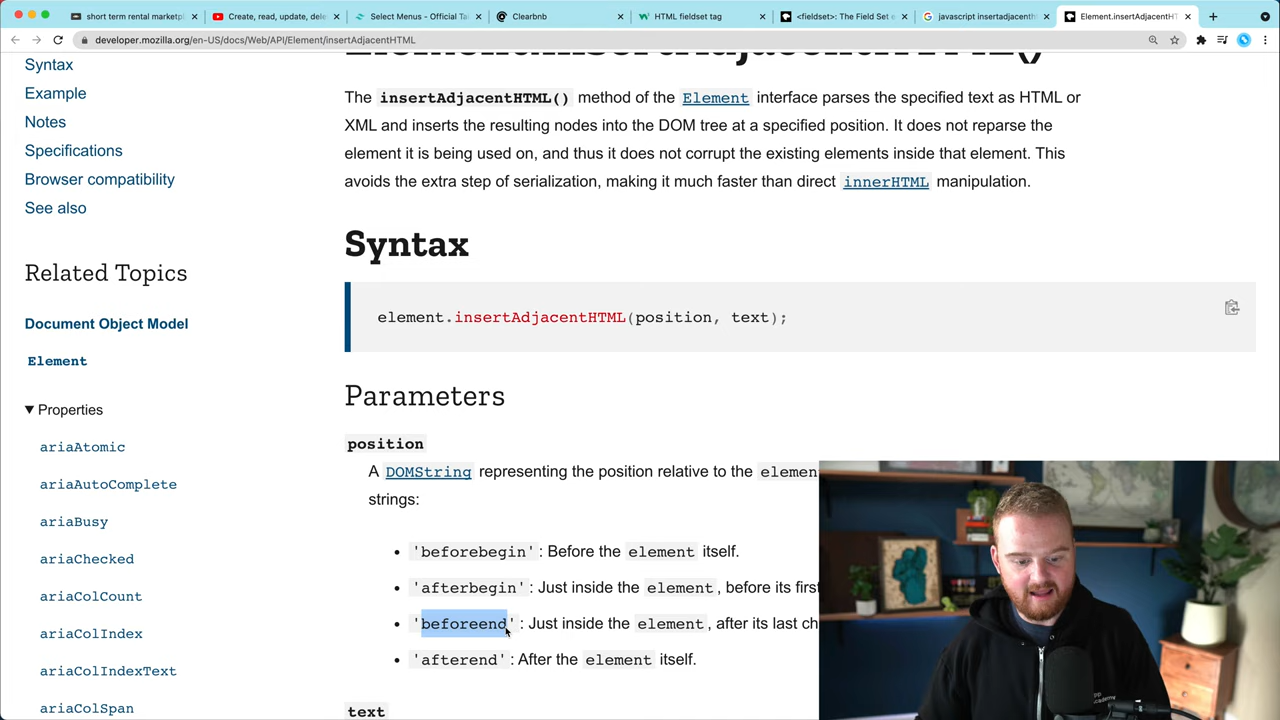 short term rental marketpl
Create, read, update, dele
Select Menus - Official Tai
Clearbnb
HTML fieldset tag
<fieldset>: The Field Set e
javascript insertadjacenth
Element.insertAdjacentHT
developer.mozilla.org/en-US/docs/Web/API/Element/insertAdjacentHTML
Syntax
Example
Notes
Specifications
Browser compatibility
See also
Related Topics
Document Object Model
Element
▼ Properties
ariaAtomic
ariaAutoComplete
ariaBusy
ariaChecked
ariaColCount
ariaColIndex
ariaColIndexText
ariaColSpan
Element.insertAdjacentHTML()
The insertAdjacentHTML() method of the Element interface parses the specified text as HTML or
XML and inserts the resulting nodes into the DOM tree at a specified position. It does not reparse the
element it is being used on, and thus it does not corrupt the existing elements inside that element. This
avoids the extra step of serialization, making it much faster than direct innerHTML manipulation.
Syntax
element.insertAdjacentHTML(position, text);
Parameters
position
A DOMString representing the position relative to the elemen
strings:
• 'beforebegin': Before the element itself.
• 'afterbegin': Just inside the element, before its first
• 'beforeend': Just inside the element, after its last ch
• 'afterend': After the element itself.
text